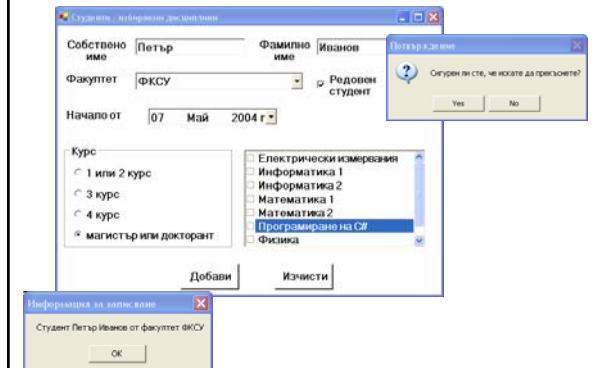 Студенти - избираеми дисциплини
Собствено име
Петър
Фамилно име
Иванов
Факултет
ФКСУ
Редовен студент
Начало от
07 Май 2004 г
Курс
1 или 2 курс
3 курс
4 курс
магистър или докторант
Електрически измервания
Информатика 1
Информатика 2
Математика 1
Математика 2
Програмиране на C#
Физика
Добави
Изчисти
Потвърждение
Сигурен ли сте, че искате да прекъснете?
Yes
No
Информация за записване
Студент Петър Иванов от факултет ФКСУ
OK